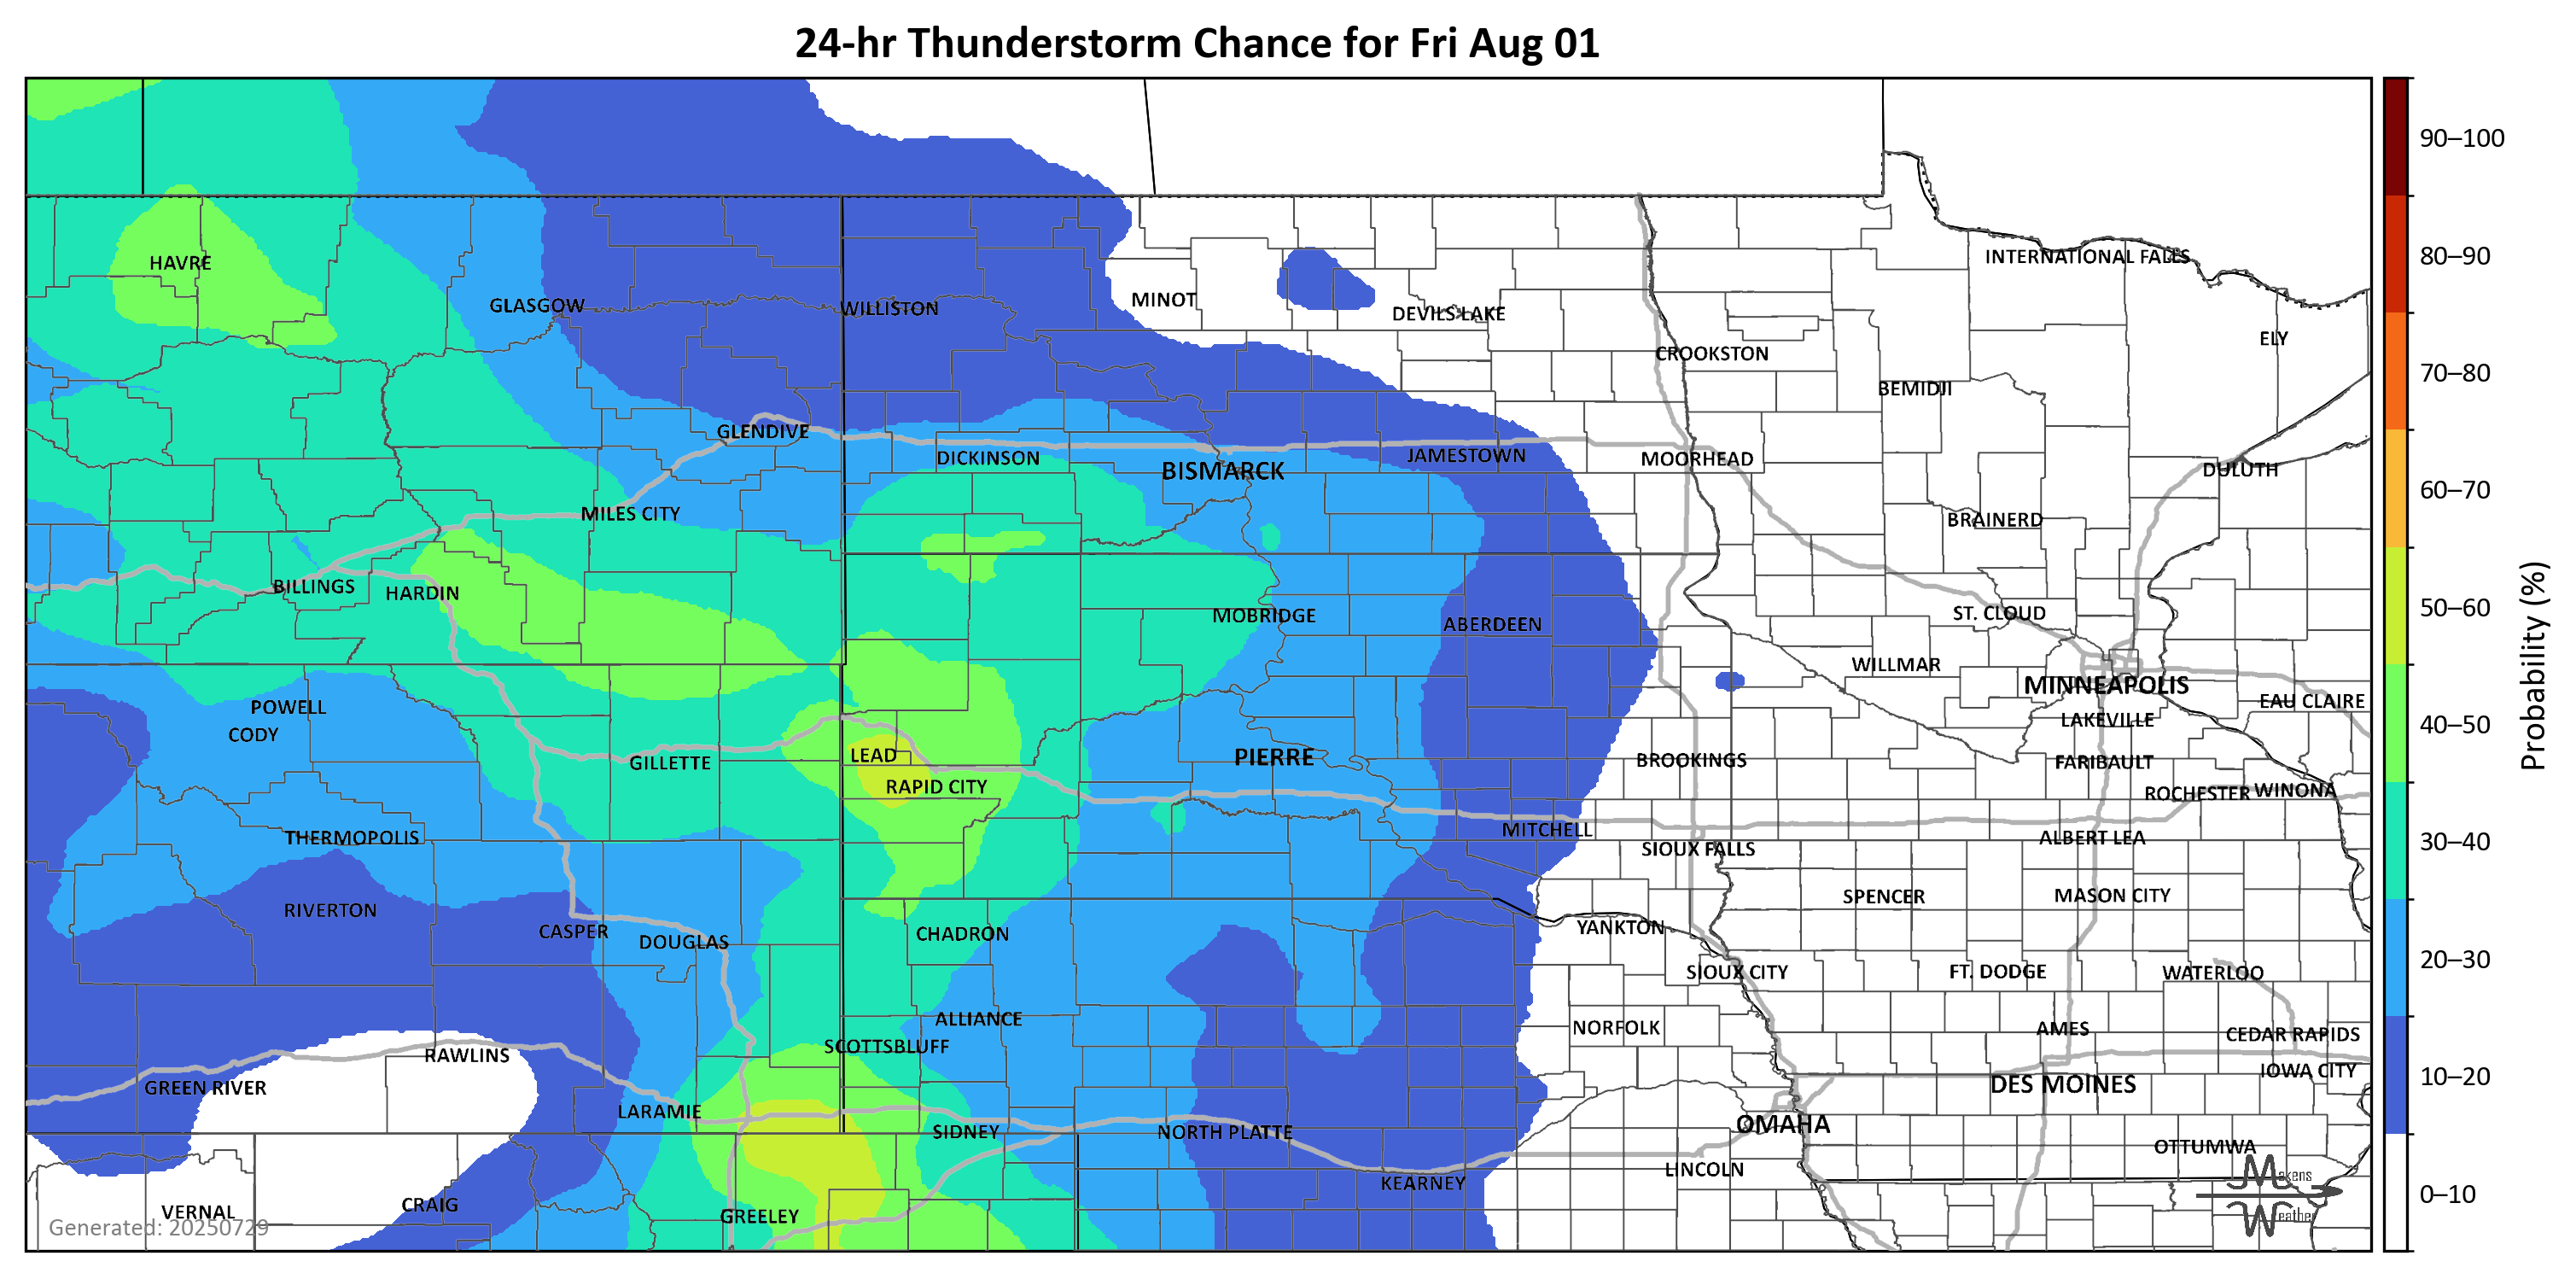 24-hr Thunderstorm Chance for Fri Aug 01
90–100
80–90
70–80
60–70
50–60
40–50
30–40
20–30
10–20
0–10
Probability (%)
INTERNATIONAL FALLS
HAVRE
GLASGOW
WILLISTON
MINOT
DEVILS LAKE
ELY
CROOKSTON
BEMIDJI
GLENDIVE
DICKINSON
BISMARCK
JAMESTOWN
MOORHEAD
DULUTH
MILES CITY
BRAINERD
BILLINGS
HARDIN
MOBRIDGE
ABERDEEN
ST. CLOUD
WILLMAR
MINNEAPOLIS
EAU CLAIRE
POWELL
LAKEVILLE
CODY
LEAD
PIERRE
BROOKINGS
FARIBAULT
GILLETTE
RAPID CITY
ROCHESTER
WINONA
THERMOPOLIS
MITCHELL
ALBERT LEA
SIOUX FALLS
RIVERTON
SPENCER
MASON CITY
CASPER
DOUGLAS
CHADRON
YANKTON
SIOUX CITY
FT. DODGE
WATERLOO
ALLIANCE
NORFOLK
AMES
CEDAR RAPIDS
SCOTTSBLUFF
RAWLINS
GREEN RIVER
DES MOINES
IOWA CITY
LARAMIE
SIDNEY
NORTH PLATTE
OMAHA
OTTUMWA
LINCOLN
KEARNEY
VERNAL
CRAIG
GREELEY
Generated: 20250729
Makens
Weather